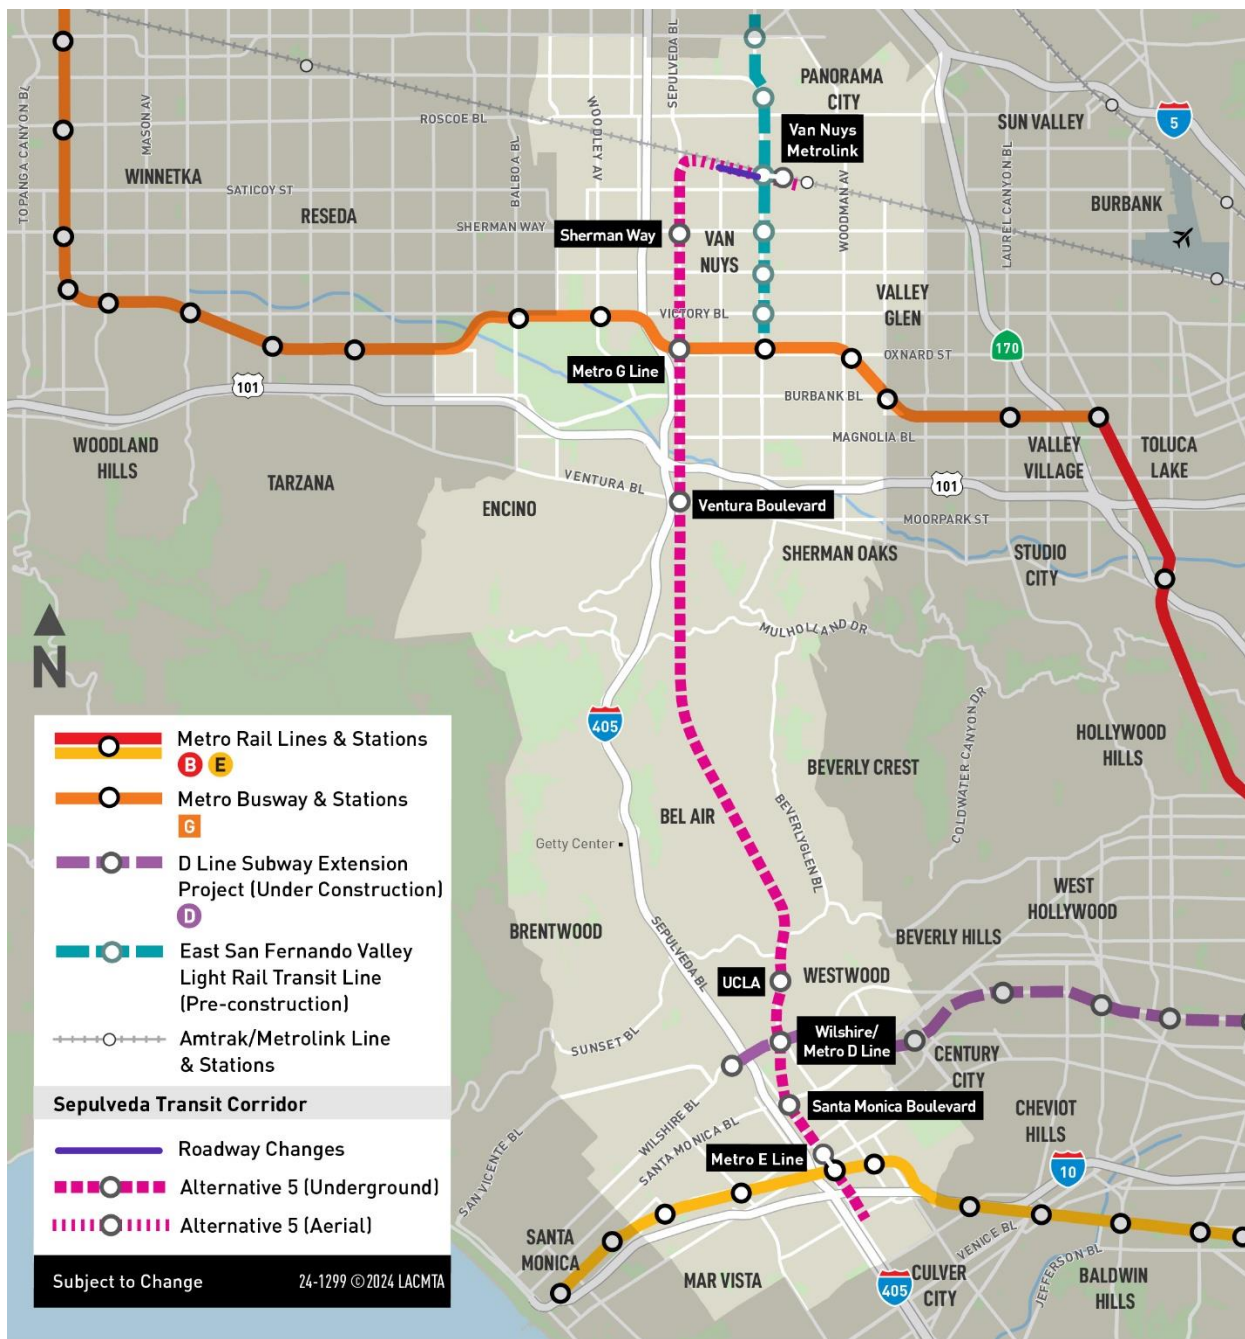 TOPANGA CANYON BL
MASON AV
WINNETKA
SATICOY ST
RESEDA
ROSCOE BL
BALBOA BL
SHERMAN WAY
WOODLEY AV
SEPULVEDA BL
PANORAMA
CITY
Van Nuys
Metrolink
WOODMAN AV
SUN VALLEY
LAUREL CANYON BL
5
BURBANK
Sherman Way
VAN
NUYS
VICTORY BL
VALLEY
GLEN
OXNARD ST
170
Metro G Line
101
BURBANK BL
MAGNOLIA BL
WOODLAND
HILLS
TARZANA
VENTURA BL
ENCINO
Ventura Boulevard
101
VALLEY
VILLAGE
TOLUCA
LAKE
MOORPARK ST
SHERMAN OAKS
STUDIO
CITY
MULHOLLAND DR
N
405
COLDWATER CANYON DR
HOLLYWOOD
HILLS
BEVERLY CREST
BEL AIR
BEVERLYGLEN BL
Getty Center
WEST
HOLLYWOOD
BRENTWOOD
SEPULVEDA BL
BEVERLY HILLS
UCLA
WESTWOOD
SUNSET BL
Wilshire/
Metro D Line
CENTURY
CITY
WILSHIRE BL
SANTA MONICA BL
Santa Monica Boulevard
CHEVIOT
HILLS
SAN VICENTE BL
Metro E Line
10
SANTA
MONICA
MAR VISTA
VENICE BL
JEFFERSON BL
405
CULVER
CITY
BALDWIN
HILLS
Metro Rail Lines & Stations
B E
Metro Busway & Stations
G
D Line Subway Extension
Project (Under Construction)
D
East San Fernando Valley
Light Rail Transit Line
(Pre-construction)
Amtrak/Metrolink Line
& Stations
Sepulveda Transit Corridor
Roadway Changes
Alternative 5 (Underground)
Alternative 5 (Aerial)
Subject to Change 24-1299 ©2024 LACMTA